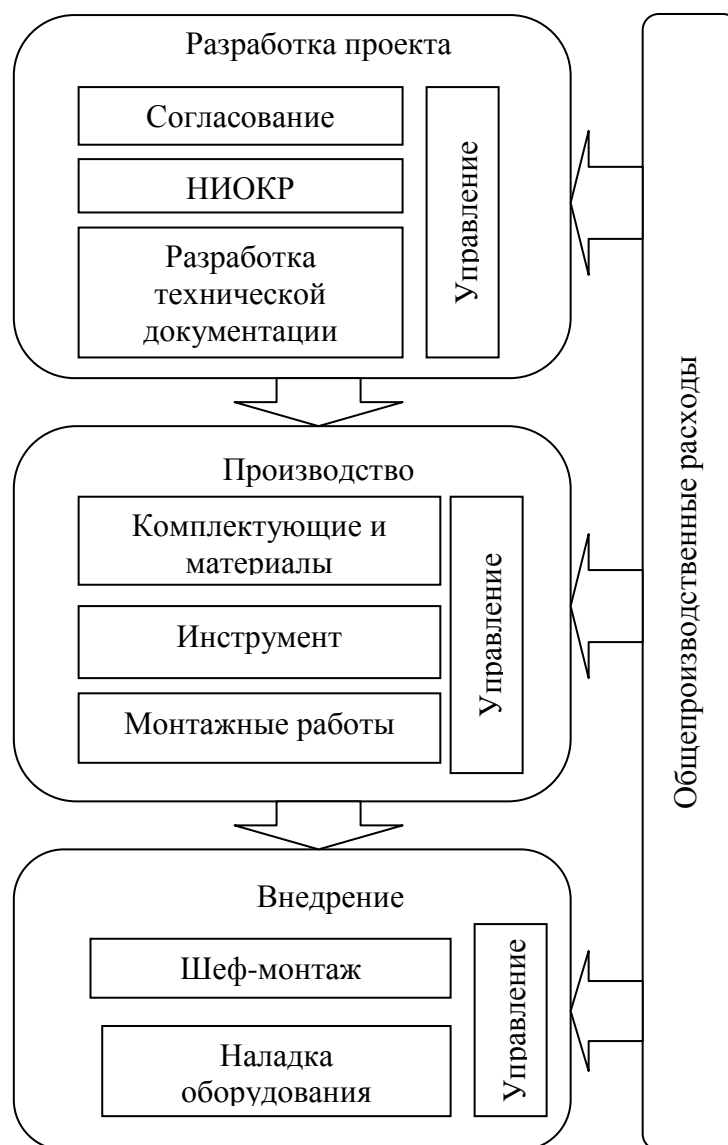 Разработка проекта
Согласование
НИОКР
Разработка
технической
документации
Управление
Производство
Комплектующие и
материалы
Инструмент
Монтажные работы
Управление
Внедрение
Шеф-монтаж
Наладка
оборудования
Управление
Общепроизводственные расходы